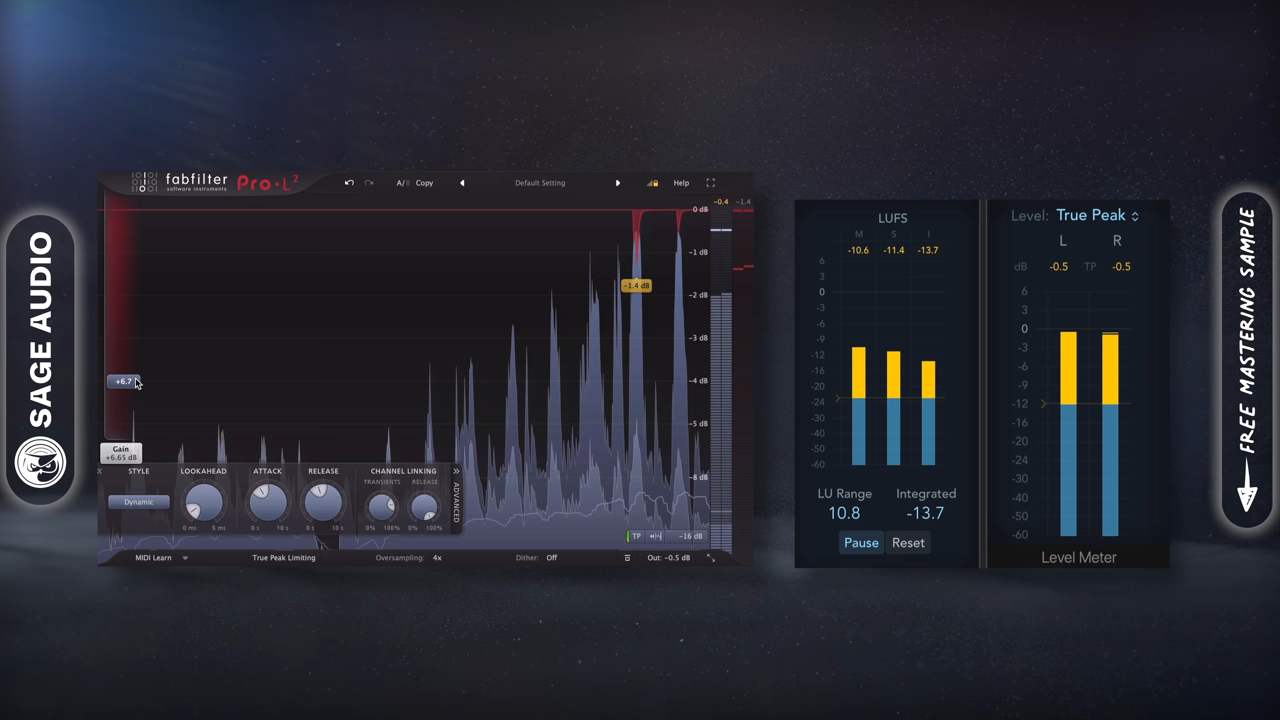 SAGE AUDIO
fabfilter
software instruments
Pro·L²
A/B Copy
Default Setting
Help
-0.4 -1.4
0 dB
-1 dB
-2 dB
-3 dB
-4 dB
-5 dB
-8 dB
-16 dB
-1.4 dB
+6.7
Gain
+6.65 dB
STYLE LOOKAHEAD ATTACK RELEASE CHANNEL LINKING
TRANSIENTS RELEASE
Dynamic
0 ms 5 ms 0 s 10 s 0 s 10 s 0% 100% 0% 100%
ADVANCED
TP
MIDI Learn True Peak Limiting Oversampling: 4x Dither: Off Out: -0.5 dB
LUFS
M S I
-10.6 -11.4 -13.7
6
3
0
-3
-6
-9
-12
-16
-20
-24
-30
-40
-50
-60
LU Range Integrated
10.8 -13.7
Pause Reset
Level: True Peak
L R
dB -0.5 TP -0.5
6
3
0
-3
-6
-9
-12
-16
-20
-24
-30
-40
-50
-60
Level Meter
FREE MASTERING SAMPLE